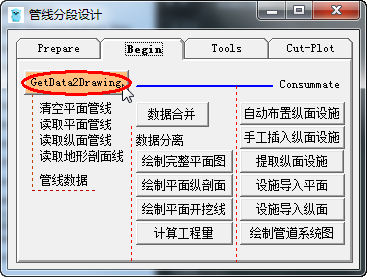 管线分段设计
Prepare
Begin
Tools
Cut-Plot
GetData2Drawing
Consummate
清空平面管线
读取平面管线
读取纵面管线
读取地形剖面线
管线数据
数据合并
数据分离
绘制完整平面图
绘制平纵剖面
绘制平面开挖线
计算工程量
自动布置纵面设施
手工插入纵面设施
提取纵面设施
设施导入平面
设施导入纵面
绘制管道系统图